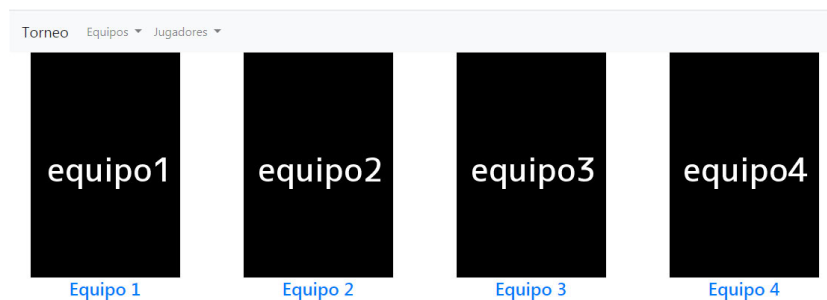 Torneo Equipos Jugadores
equipo1 equipo2 equipo3 equipo4
Equipo 1 Equipo 2 Equipo 3 Equipo 4